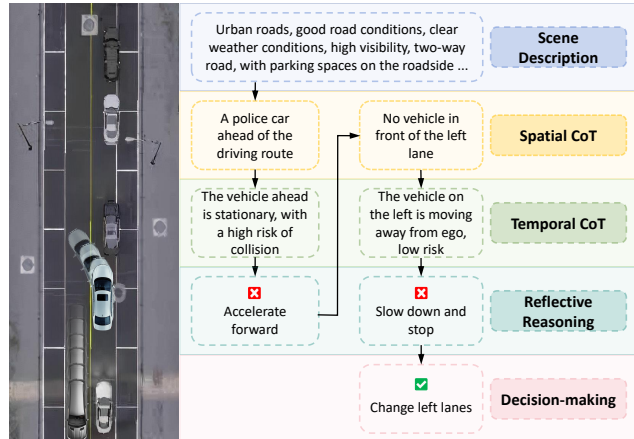 Urban roads, good road conditions, clear
weather conditions, high visibility, two-way
road, with parking spaces on the roadside ...
Scene
Description
A police car
ahead of the
driving route
No vehicle in
front of the left
lane
Spatial CoT
The vehicle ahead
is stationary, with
a high risk of
collision
The vehicle on
the left is moving
away from ego,
low risk
Temporal CoT
Accelerate
forward
Slow down and
stop
Reflective
Reasoning
Change left lanes
Decision-making